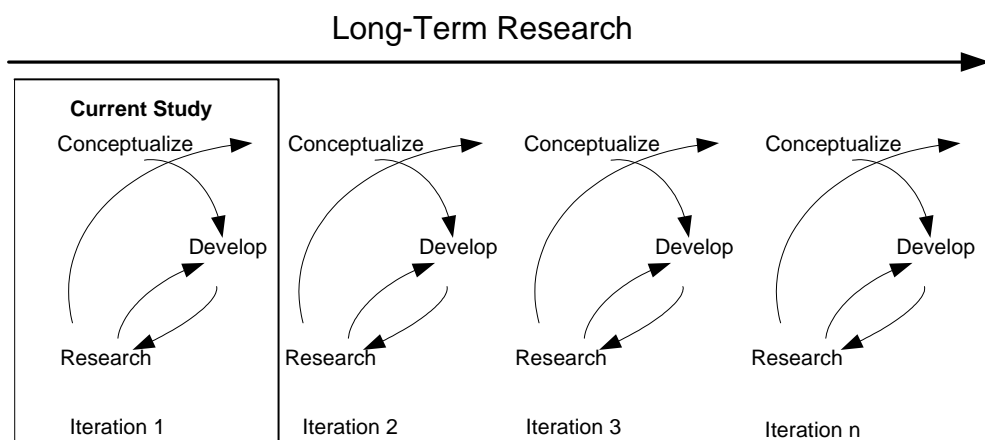 Long-Term Research
Current Study
Conceptualize
Develop
Research
Iteration 1
Conceptualize
Develop
Research
Iteration 2
Conceptualize
Develop
Research
Iteration 3
Conceptualize
Develop
Research
Iteration n